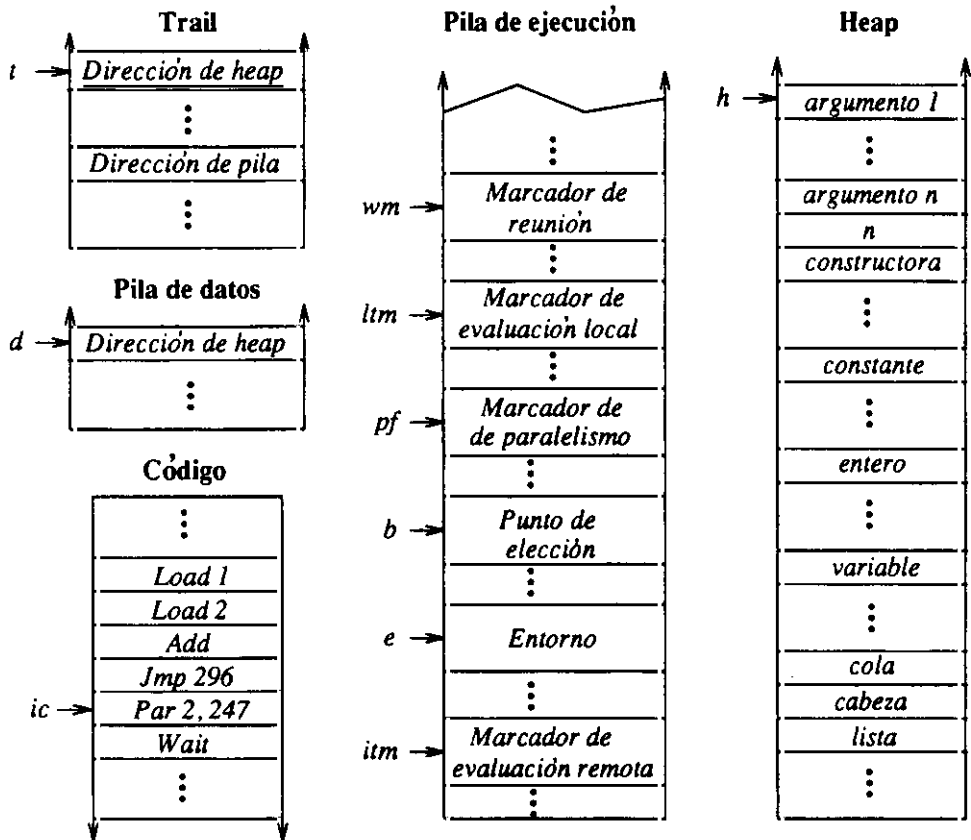 Trail
t
Dirección de heap
Dirección de pila
Pila de datos
d
Dirección de heap
Código
Load 1
Load 2
Add
Jmp 296
ic
Par 2, 247
Wait
Pila de ejecución
wm
Marcador de
reunión
ltm
Marcador de
evaluación local
pf
Marcador de
de paralelismo
b
Punto de
elección
e
Entorno
itm
Marcador de
evaluación remota
Heap
h
argumento 1
argumento n
n
constructora
constante
entero
variable
cola
cabeza
lista